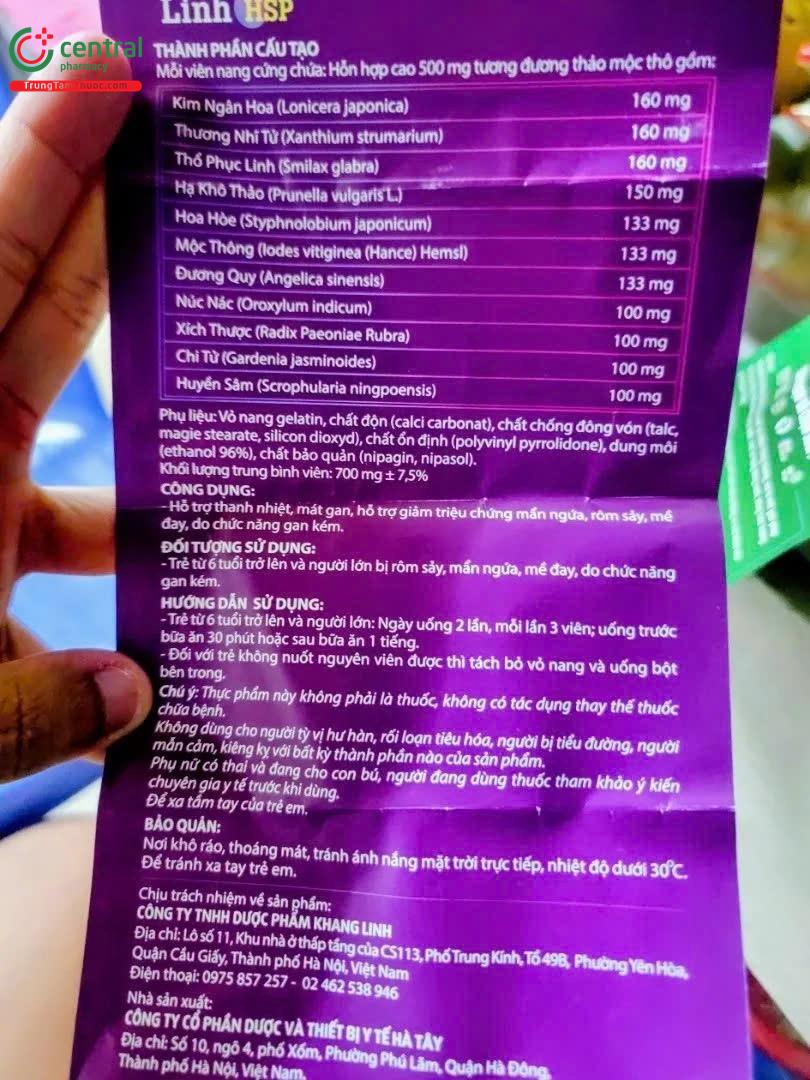 Linh HSP
central
pharmacy
TrungTamThuoc.com
THÀNH PHẦN CẤU TẠO
Mỗi viên nang cứng chứa: Hỗn hợp cao 500 mg tương đương thảo mộc thô gồm:
Kim Ngân Hoa (Lonicera japonica) 160 mg
Thương Nhĩ Tử (Xanthium strumarium) 160 mg
Thổ Phục Linh (Smilax glabra) 160 mg
Hạ Khô Thảo (Prunella vulgaris L.) 150 mg
Hoa Hòe (Styphnolobium japonicum) 133 mg
Mộc Thông (Iodes vitiginea (Hance) Hemsl) 133 mg
Đương Quy (Angelica sinensis) 133 mg
Núc Nác (Oroxylum indicum) 100 mg
Xích Thược (Radix Paeoniae Rubra) 100 mg
Chi Tử (Gardenia jasminoides) 100 mg
Huyền Sâm (Scrophularia ningpoensis) 100 mg
Phụ liệu: Vỏ nang gelatin, chất độn (calci carbonat), chất chống đông vón (talc,
magie stearate, silicon dioxyd), chất ổn định (polyvinyl pyrrolidone), dung môi
(ethanol 96%), chất bảo quản (nipagin, nipasol).
Khối lượng trung bình viên: 700 mg ± 7,5%
CÔNG DỤNG:
- Hỗ trợ thanh nhiệt, mát gan, hỗ trợ giảm triệu chứng mẩn ngứa, rôm sảy, mề
đay, do chức năng gan kém.
ĐỐI TƯỢNG SỬ DỤNG:
- Trẻ từ 6 tuổi trở lên và người lớn bị rôm sảy, mẩn ngứa, mề đay, do chức năng
gan kém.
HƯỚNG DẪN SỬ DỤNG:
- Trẻ từ 6 tuổi trở lên và người lớn: Ngày uống 2 lần, mỗi lần 3 viên; uống trước
bữa ăn 30 phút hoặc sau bữa ăn 1 tiếng.
- Đối với trẻ không nuốt nguyên viên được thì tách bỏ vỏ nang và uống bột
bên trong.
Chú ý: Thực phẩm này không phải là thuốc, không có tác dụng thay thế thuốc
chữa bệnh.
Không dùng cho người tỳ vị hư hàn, rối loạn tiêu hóa, người bị tiểu đường, người
mẫn cảm, kiêng kỵ với bất kỳ thành phần nào của sản phẩm.
Phụ nữ có thai và đang cho con bú, người đang dùng thuốc tham khảo ý kiến
chuyên gia y tế trước khi dùng.
Để xa tầm tay của trẻ em.
BẢO QUẢN:
Nơi khô ráo, thoáng mát, tránh ánh nắng mặt trời trực tiếp, nhiệt độ dưới 30°C.
Để tránh xa tay trẻ em.
Chịu trách nhiệm về sản phẩm:
CÔNG TY TNHH DƯỢC PHẨM KHANG LINH
Địa chỉ: Lô số 11, Khu nhà ở thấp tầng của CS113, Phố Trung Kính, Tổ 49B, Phường Yên Hòa,
Quận Cầu Giấy, Thành phố Hà Nội, Việt Nam
Điện thoại: 0975 857 257 - 02 462 538 946
Nhà sản xuất:
CÔNG TY CỔ PHẦN DƯỢC VÀ THIẾT BỊ Y TẾ HÀ TÂY
Địa chỉ: Số 10, ngõ 4, phố Xốm, Phường Phú Lãm, Quận Hà Đông,
Thành phố Hà Nội, Việt Nam.